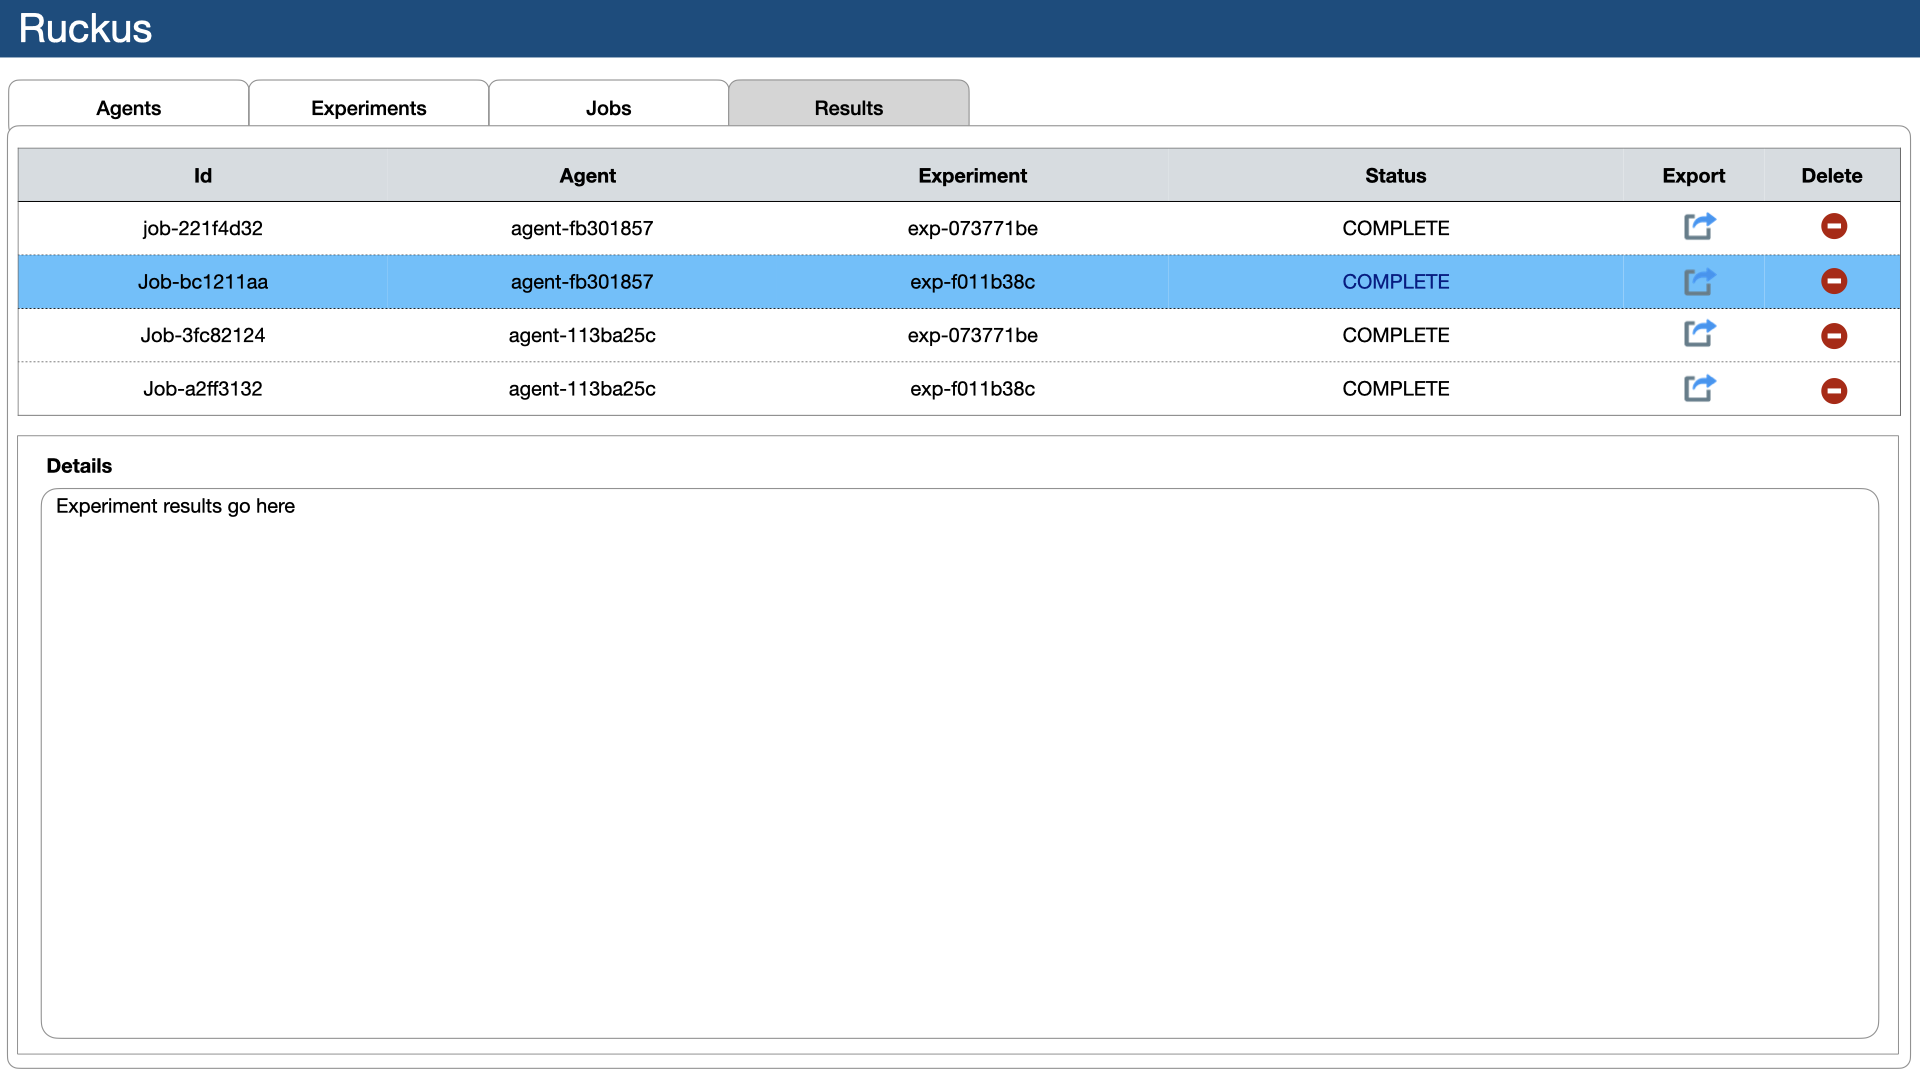 Ruckus
Agents Experiments Jobs Results
Id Agent Experiment Status Export Delete
job-221f4d32 agent-fb301857 exp-073771be COMPLETE
Job-bc1211aa agent-fb301857 exp-f011b38c COMPLETE
Job-3fc82124 agent-113ba25c exp-073771be COMPLETE
Job-a2ff3132 agent-113ba25c exp-f011b38c COMPLETE
Details
Experiment results go here